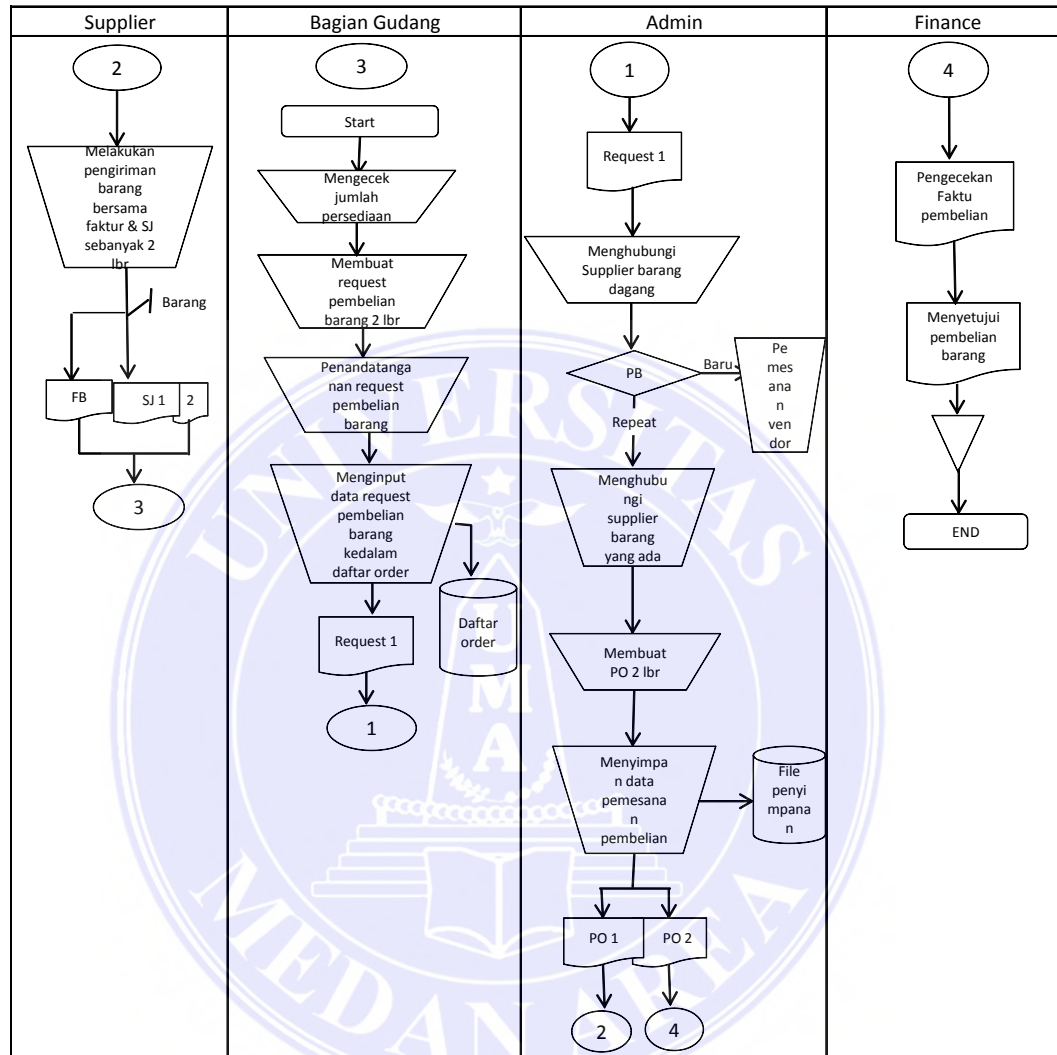 Supplier
Bagian Gudang
Admin
Finance
2
Melakukan
pengiriman
barang
bersama
faktur & SJ
sebanyak 2
lbr
Barang
FB
SJ 1
2
3
3
Start
Mengecek
jumlah
persediaan
Membuat
request
pembelian
barang 2 lbr
Penandatanga
nan request
pembelian
barang
Menginput
data request
pembelian
barang
kedalam
daftar order
Daftar
order
Request 1
1
1
Request 1
Menghubungi
Supplier barang
dagang
PB
Baru
Pe
mes
ana
n
ven
dor
Repeat
Menghubu
ngi
supplier
barang
yang ada
Membuat
PO 2 lbr
Menyimpa
n data
pemesana
n
pembelian
File
penyi
mpana
n
PO 1
PO 2
2
4
4
Pengecekan
Faktu
pembelian
Menyetujui
pembelian
barang
END
UNIVERSITAS
MEDAN AREA
UMA